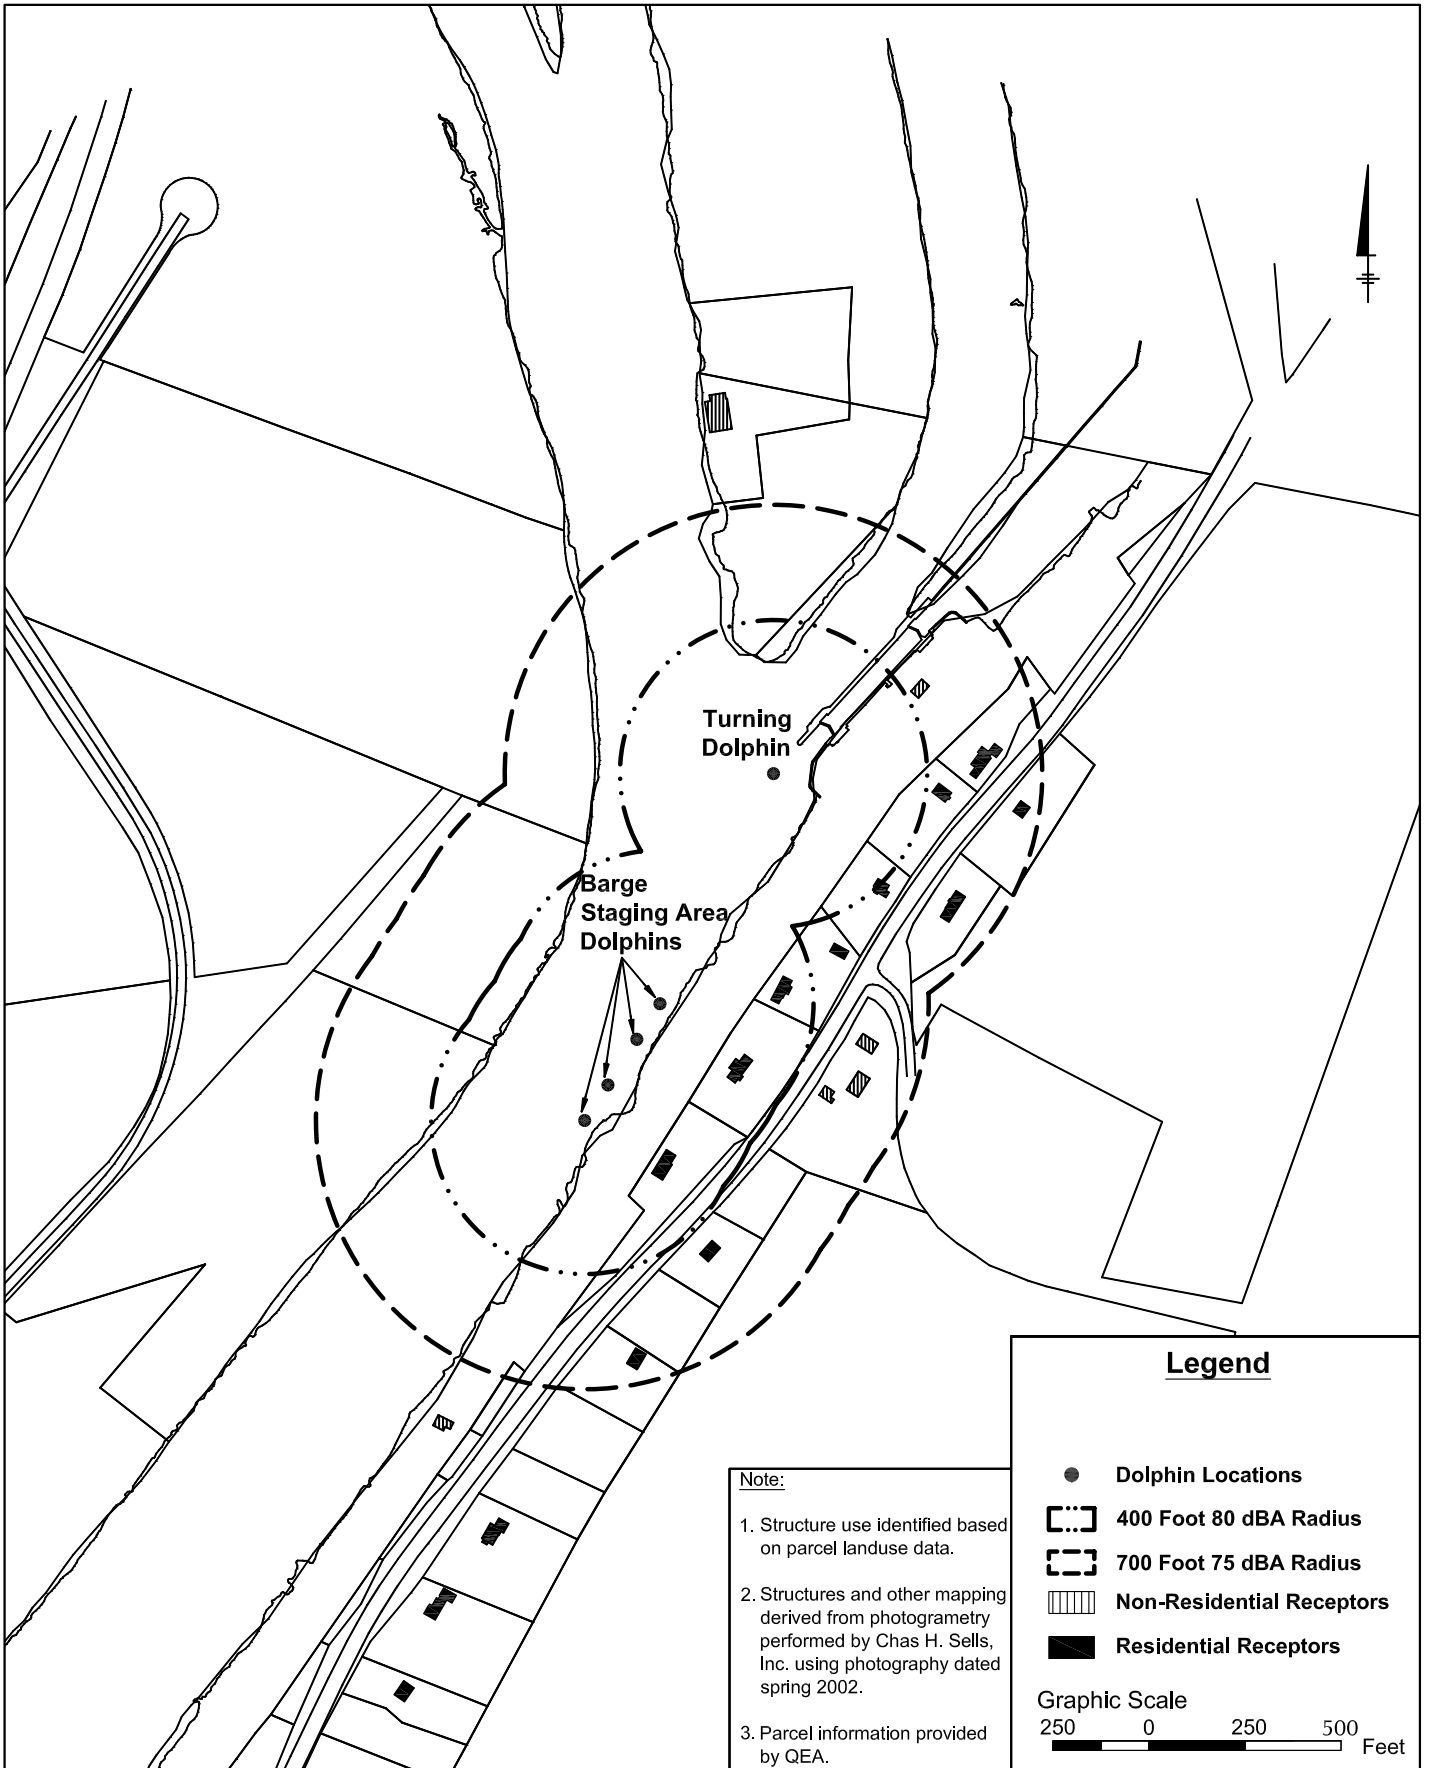 Turning
Dolphin
Barge
Staging Area
Dolphins
Note:
1. Structure use identified based
on parcel landuse data.
2. Structures and other mapping
derived from photogrametry
performed by Chas H. Sells,
Inc. using photography dated
spring 2002.
3. Parcel information provided
by QEA.
Legend
Dolphin Locations
400 Foot 80 dBA Radius
700 Foot 75 dBA Radius
Non-Residential Receptors
Residential Receptors
Graphic Scale
250 0 250 500
Feet